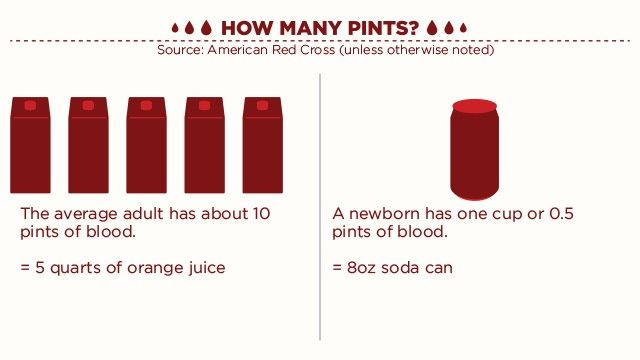 HOW MANY PINTS?
Source: American Red Cross (unless otherwise noted)
The average adult has about 10
pints of blood.
= 5 quarts of orange juice
A newborn has one cup or 0.5
pints of blood.
= 8oz soda can